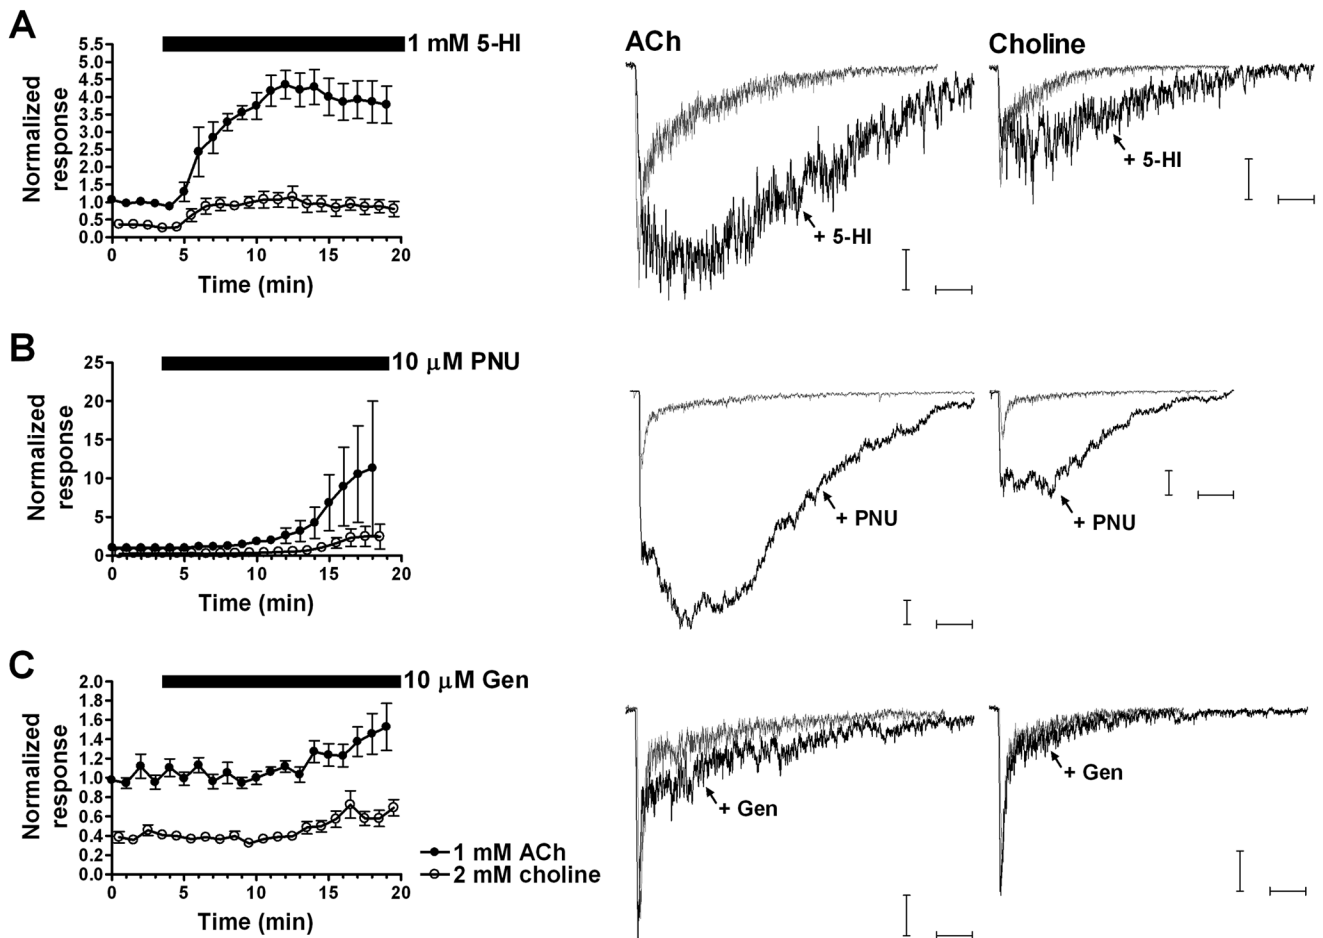 A
1 mM 5-HI
Normalized response
5.5
5.0
4.5
4.0
3.5
3.0
2.5
2.0
1.5
1.0
0.5
0.0
0 5 10 15 20
Time (min)
ACh
+ 5-HI
Choline
+ 5-HI
B
10 μM PNU
Normalized response
25
20
15
10
5
0
0 5 10 15 20
Time (min)
+ PNU
+ PNU
C
10 μM Gen
Normalized response
2.0
1.8
1.6
1.4
1.2
1.0
0.8
0.6
0.4
0.2
0.0
0 5 10 15 20
Time (min)
1 mM ACh
2 mM choline
+ Gen
+ Gen